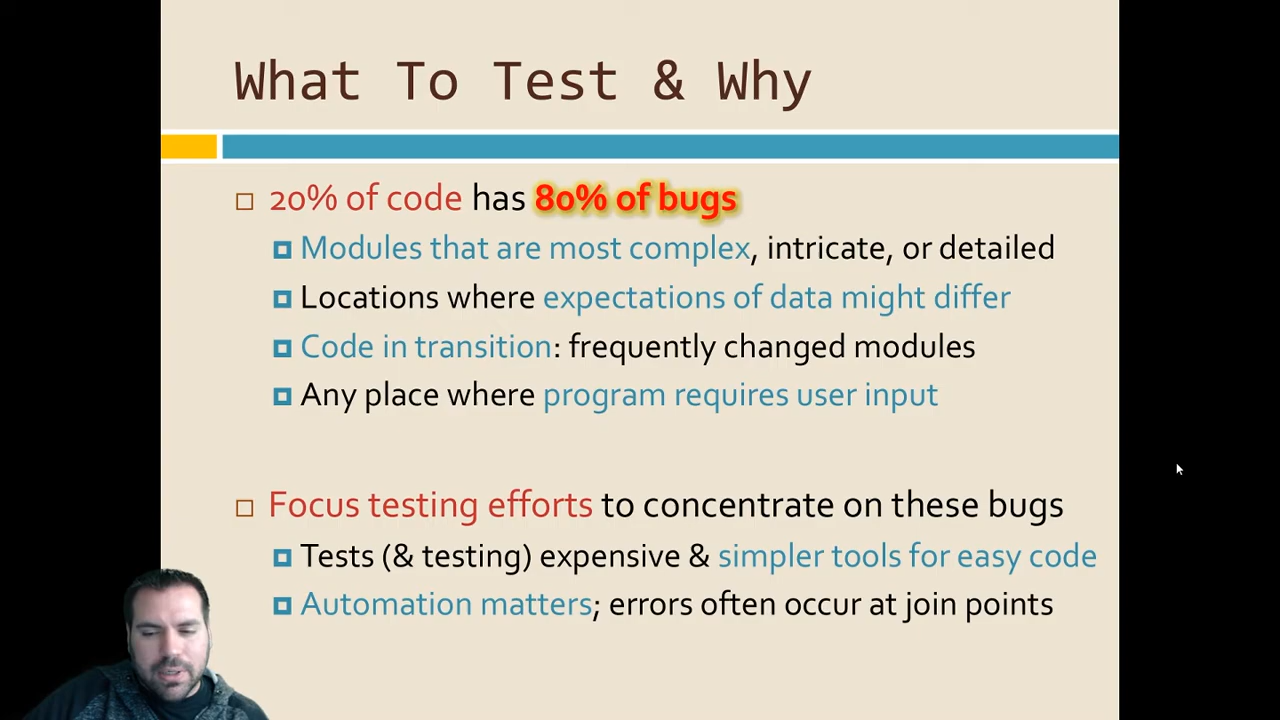 What To Test & Why
20% of code has 80% of bugs
Modules that are most complex, intricate, or detailed
Locations where expectations of data might differ
Code in transition: frequently changed modules
Any place where program requires user input
Focus testing efforts to concentrate on these bugs
Tests (& testing) expensive & simpler tools for easy code
Automation matters; errors often occur at join points